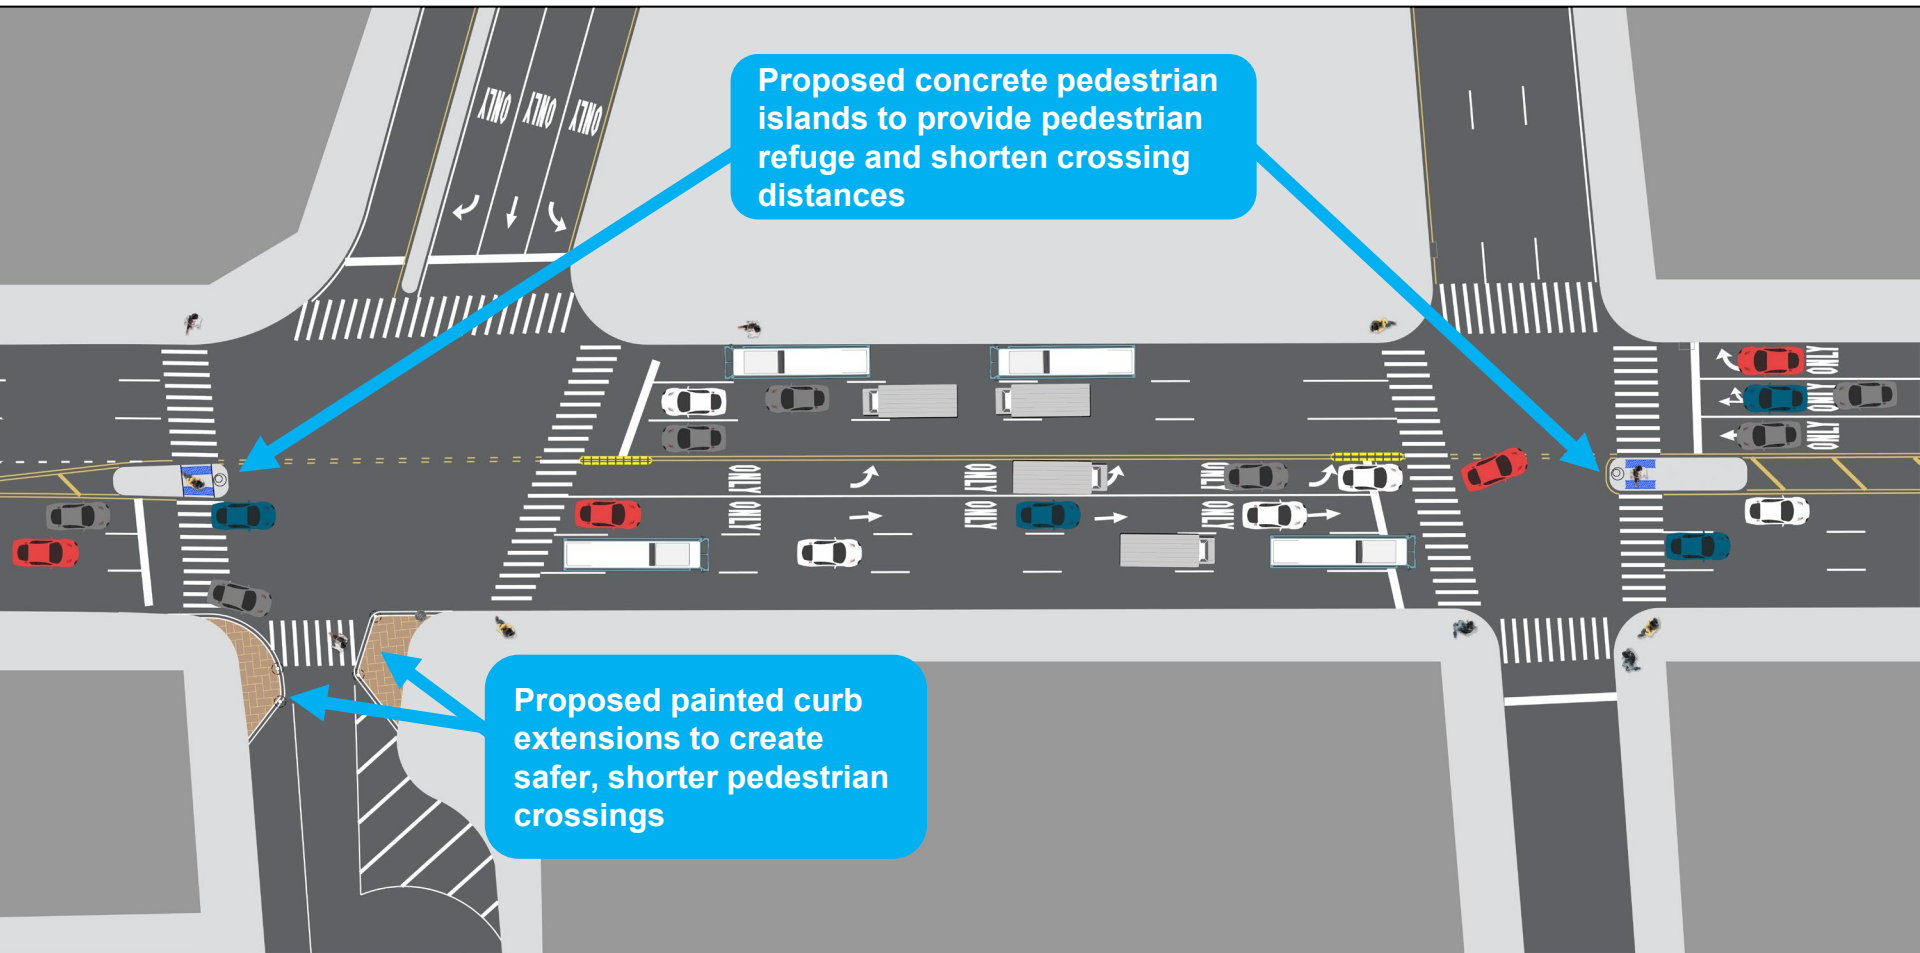 ONLY ONLY ONLY
Proposed concrete pedestrian
islands to provide pedestrian
refuge and shorten crossing
distances
ONLY
ONLY
ONLY
ONLY ONLY ONLY
ONLY ONLY ONLY
Proposed painted curb
extensions to create
safer, shorter pedestrian
crossings